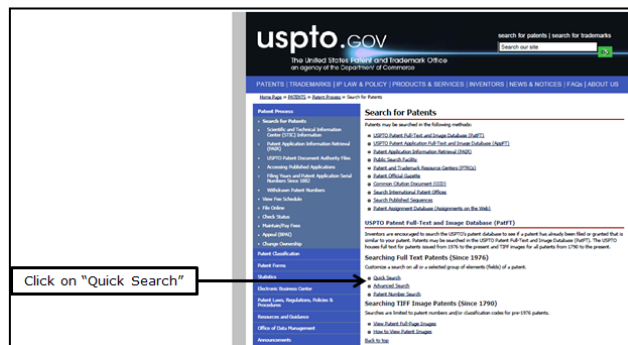 uspto.gov
The United States Patent and Trademark Office
an agency of the Department of Commerce
search for patents | search for trademarks
Search our site
PATENTS | TRADEMARKS | IP LAW & POLICY | PRODUCTS & SERVICES | INVENTORS | NEWS & NOTICES | FAQs | ABOUT US
Home Page » PATENTS » Patent Process » Search for Patents
Patent Process
Search for Patents
Scientific and Technical Information
Center (STIC) Information
Patent Application Information Retrieval
(PAIR)
USPTO Patent Document Authority Files
Accessing Published Applications
Filing Years and Patent Application Serial
Numbers Since 1882
Withdrawn Patent Numbers
View Fee Schedule
File Online
Check Status
Maintain/Pay Fees
Appeal (BPAI)
Change Ownership
Patent Classification
Patent Forms
Statistics
Electronic Business Center
Patent Laws, Regulations, Policies &
Procedures
Resources and Guidance
Office of Data Management
Announcements
Search for Patents
Patents may be searched in the following methods:
USPTO Patent Full-Text and Image Database (PatFT)
USPTO Patent Application Full-Text and Image Database (AppFT)
Patent Application Information Retrieval (PAIR)
Public Search Facility
Patent and Trademark Resource Centers (PTRCs)
Patent Official Gazette
Common Citation Document (CCD)
Search International Patent Offices
Search Published Sequences
Patent Assignment Database (Assignments on the Web)
USPTO Patent Full-Text and Image Database (PatFT)
Inventors are encouraged to search the USPTO's patent database to see if a patent has already been filed or granted that is
similar to your patent. Patents may be searched in the USPTO Patent Full-Text and Image Database (PatFT). The USPTO
houses full text for patents issued from 1976 to the present and TIFF images for all patents from 1790 to the present.
Searching Full Text Patents (Since 1976)
Customize a search on all or a selected group of elements (fields) of a patent.
Quick Search
Advanced Search
Patent Number Search
Searching TIFF Image Patents (Since 1790)
Searches are limited to patent numbers and/or classification codes for pre-1976 patents.
View Patent Full-Page Images
How to View Patent Images
Back to top
Click on "Quick Search"